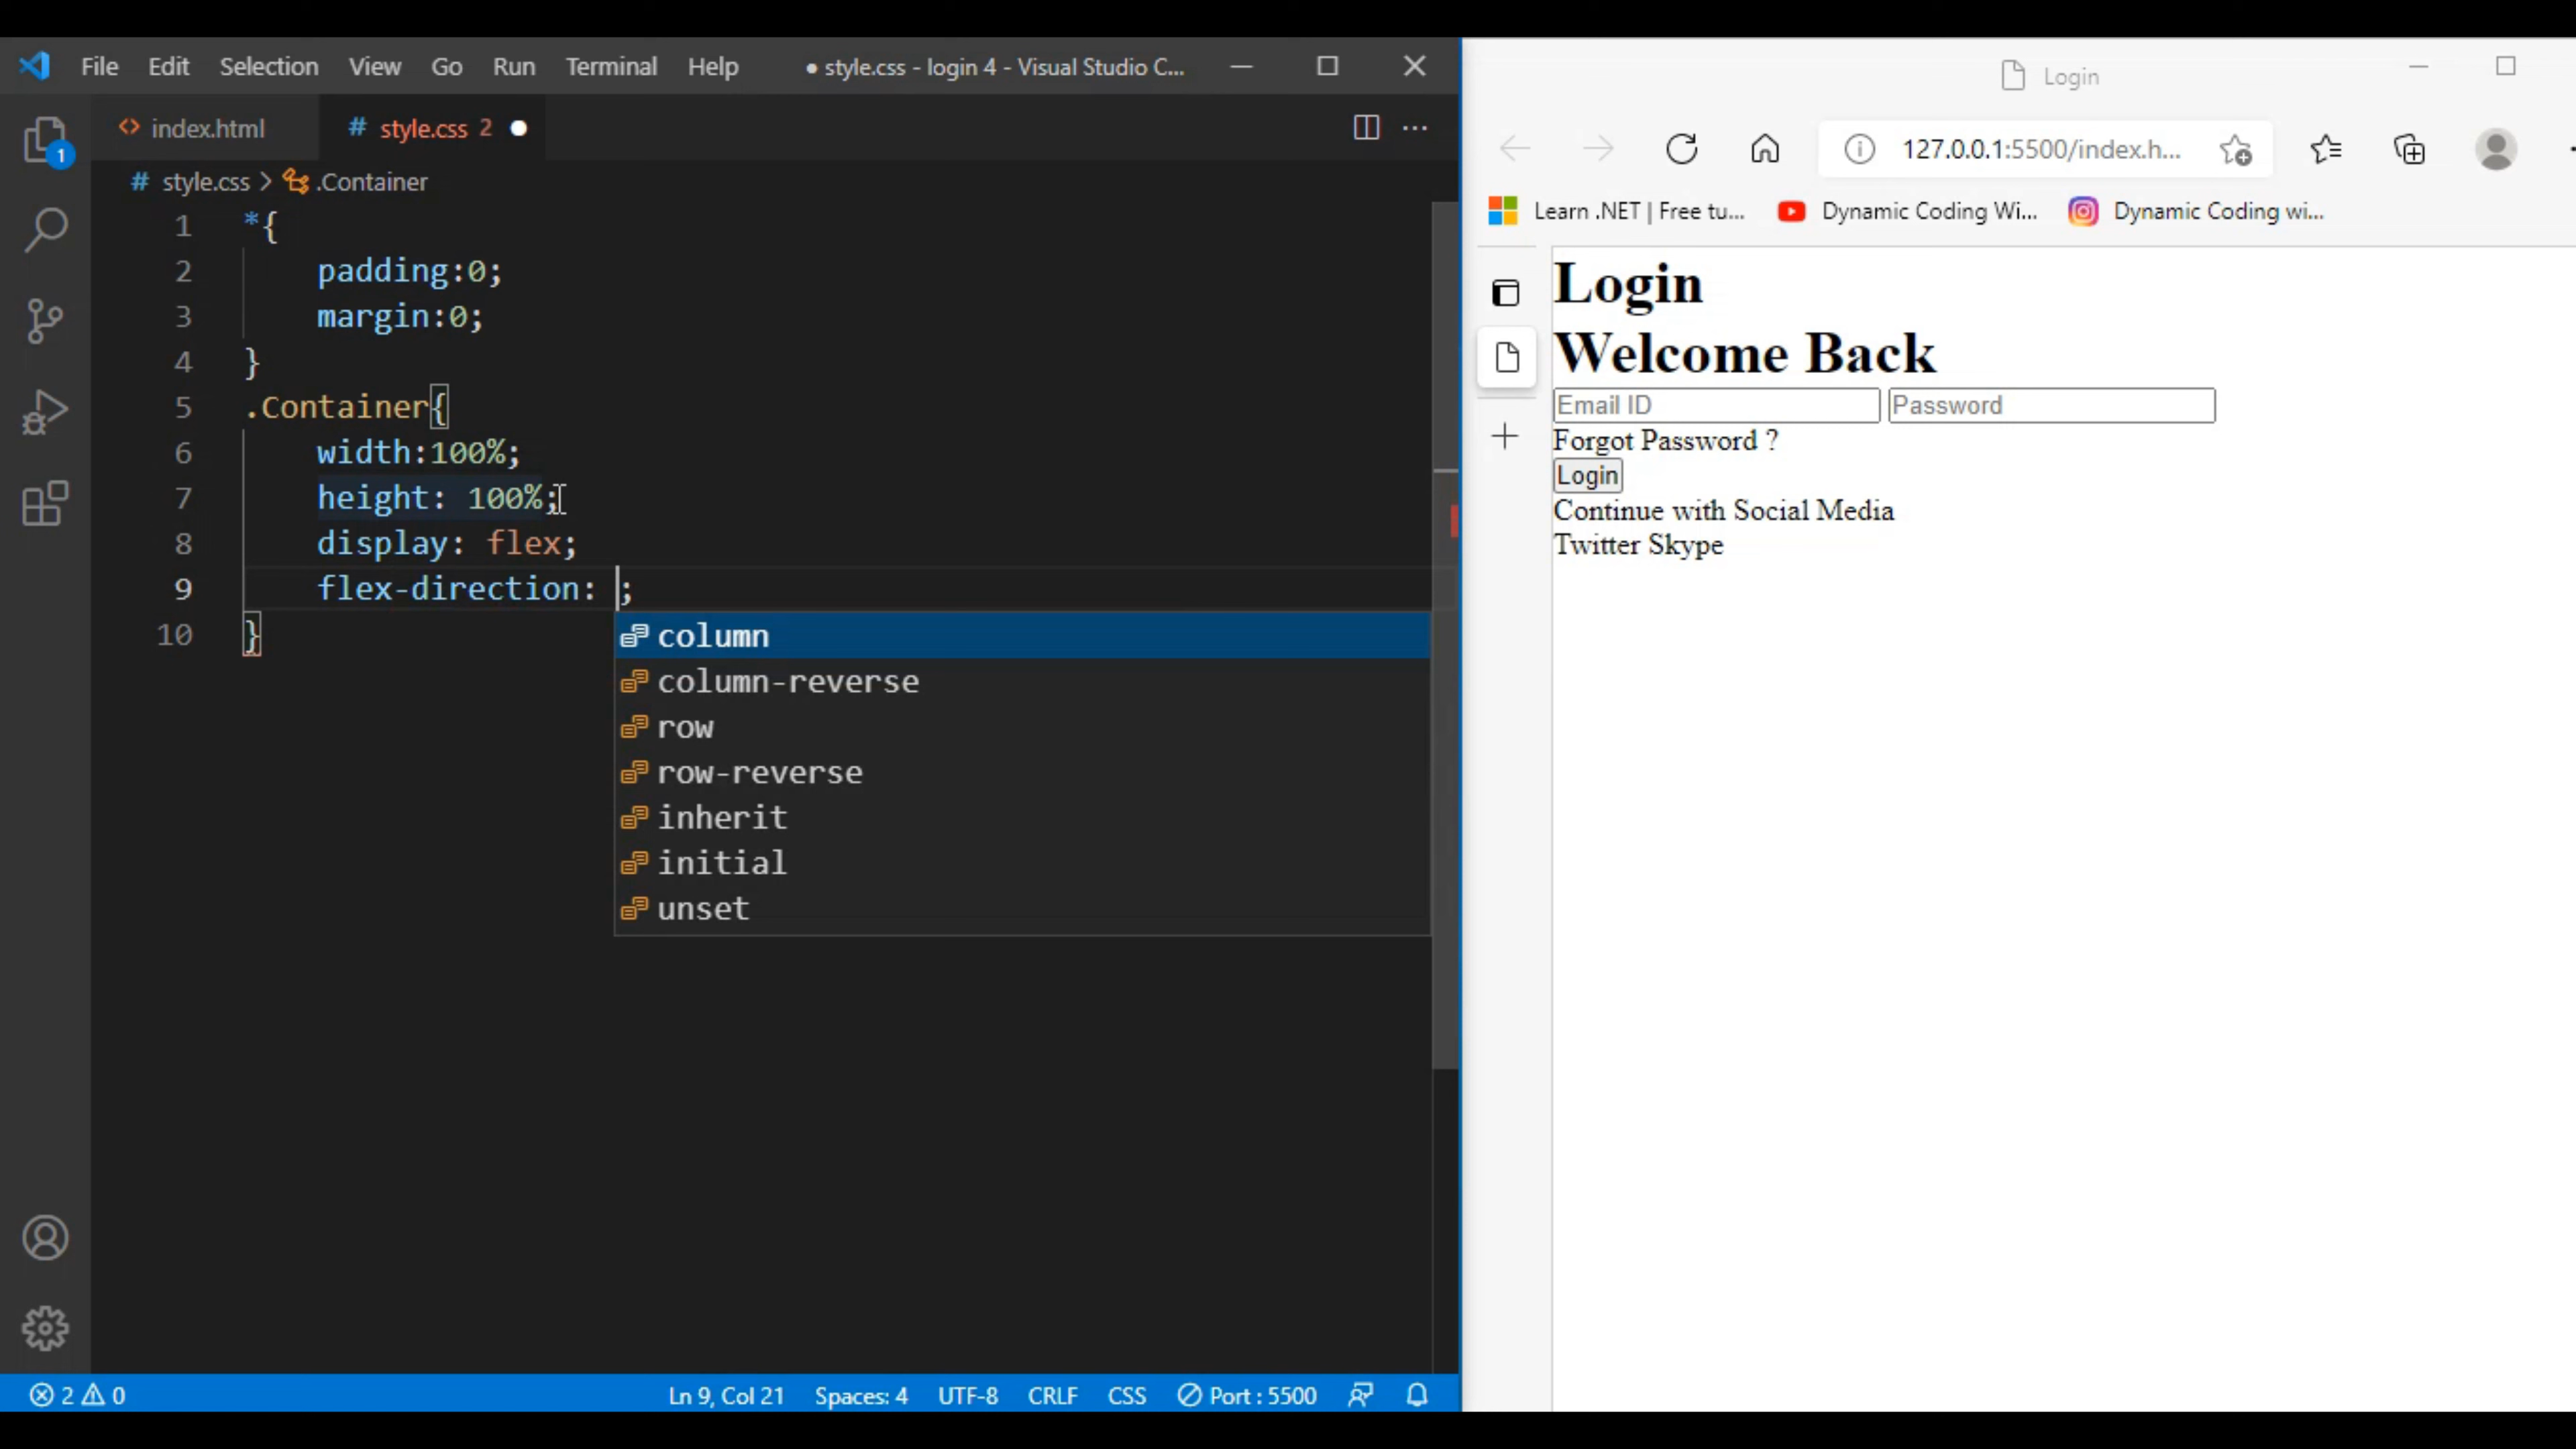 File Edit Selection View Go Run Terminal Help ● style.css - login 4 - Visual Studio C...
index.html # style.css 2 ●
# style.css > .Container
1 *{
2 padding:0;
3 margin:0;
4 }
5 .Container{
6 width:100%;
7 height: 100%;
8 display: flex;
9 flex-direction: ;
10 }
column
column-reverse
row
row-reverse
inherit
initial
unset
1
2 0 Ln 9, Col 21 Spaces: 4 UTF-8 CRLF CSS Port : 5500
Login
127.0.0.1:5500/index.h...
Learn .NET | Free tu... Dynamic Coding Wi... Dynamic Coding wi...
Login
Welcome Back
Email ID Password
Forgot Password ?
Login
Continue with Social Media
Twitter Skype